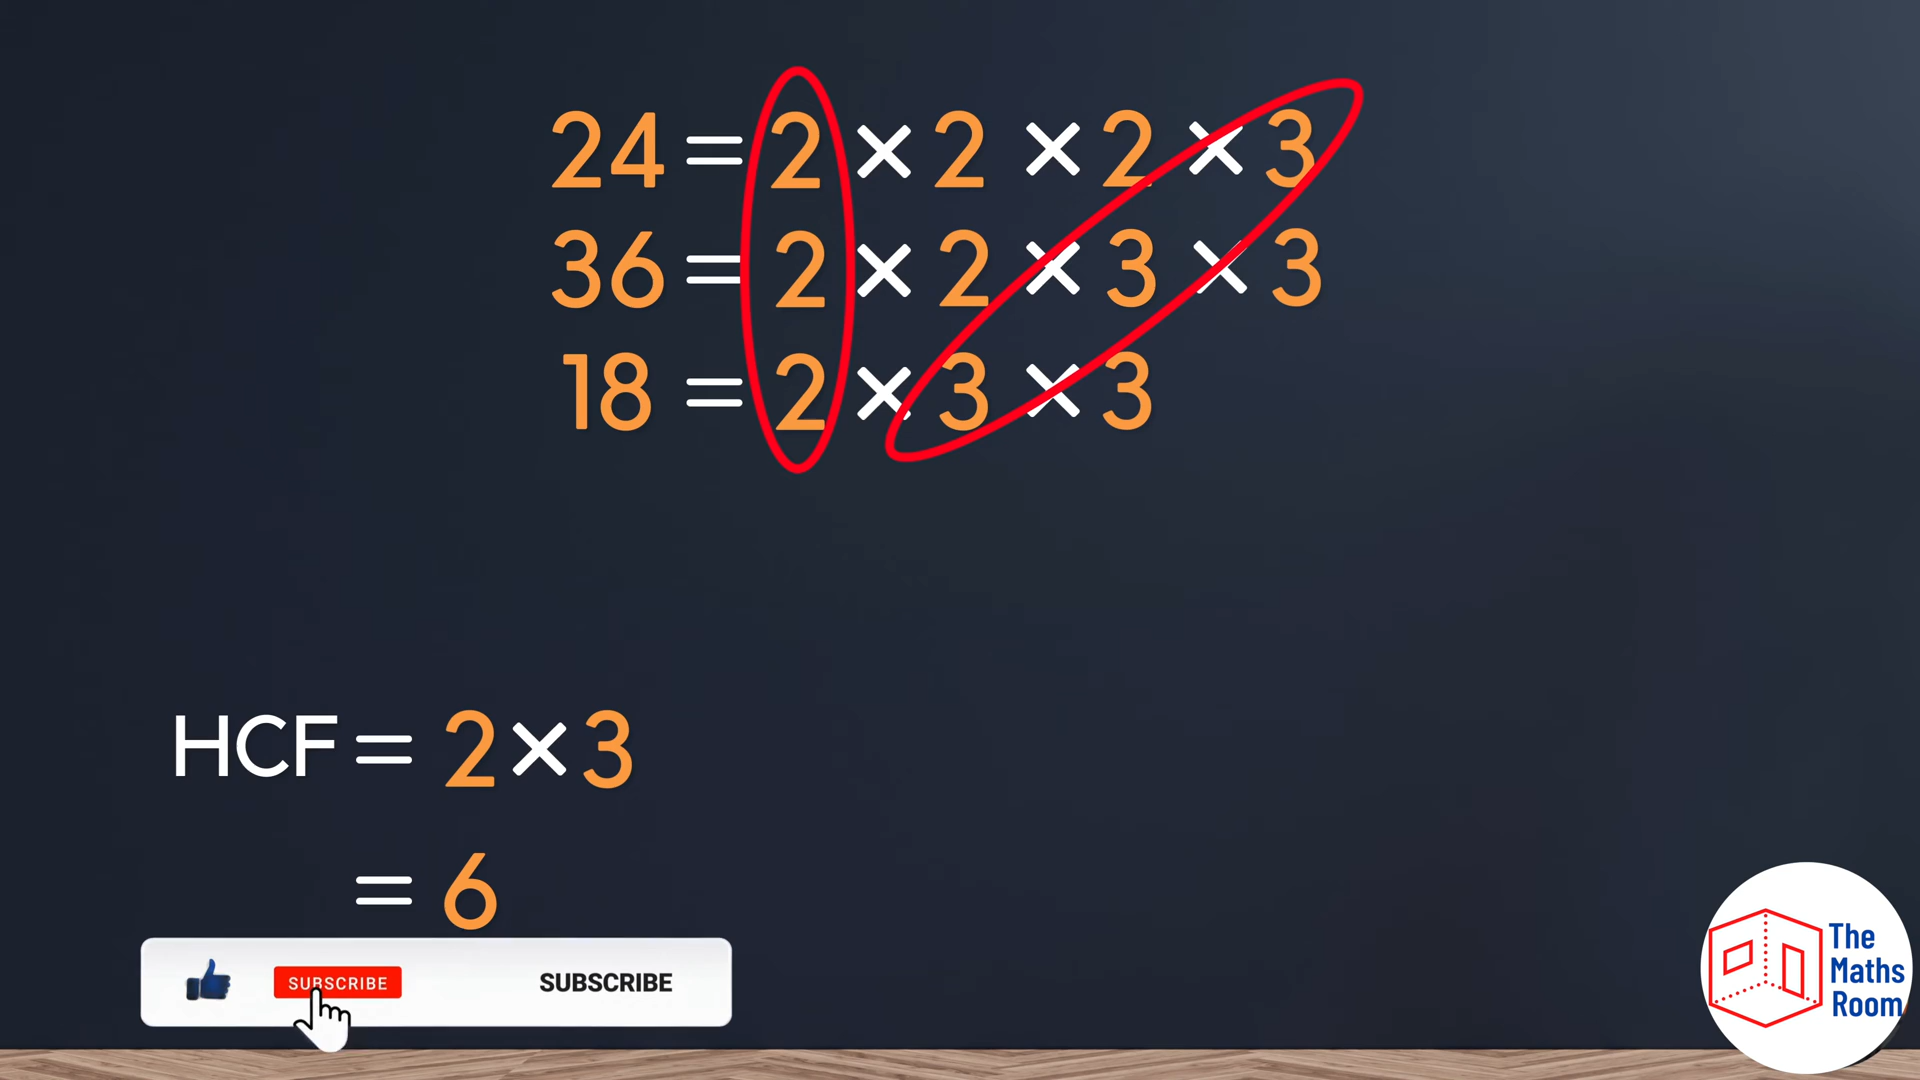 24 = 2 × 2 × 2 × 3
36 = 2 × 2 × 3 × 3
18 = 2 × 3 × 3
HCF = 2 × 3
= 6
SUBSCRIBE SUBSCRIBE
The
Maths
Room